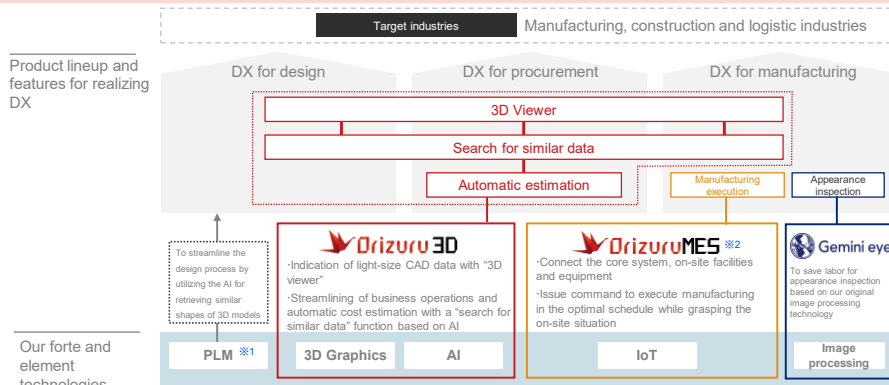 Target industries
Manufacturing, construction and logistic industries
Product lineup and
features for realizing
DX
DX for design
DX for procurement
DX for manufacturing
3D Viewer
Search for similar data
Automatic estimation
Manufacturing
execution
Appearance
inspection
To streamline the
design process by
utilizing the AI for
retrieving similar
shapes of 3D models
Orizuru 3D
・Indication of light-size CAD data with “3D
viewer”
・Streamlining of business operations and
automatic cost estimation with a “search for
similar data” function based on AI
OrizuruMES ※2
・Connect the core system, on-site facilities
and equipment
・Issue command to execute manufacturing
in the optimal schedule while grasping the
on-site situation
Gemini eye
To save labor for
appearance inspection
based on our original
image processing
technology
Our forte and
element
technologies
PLM ※1
3D Graphics
AI
IoT
Image
processing